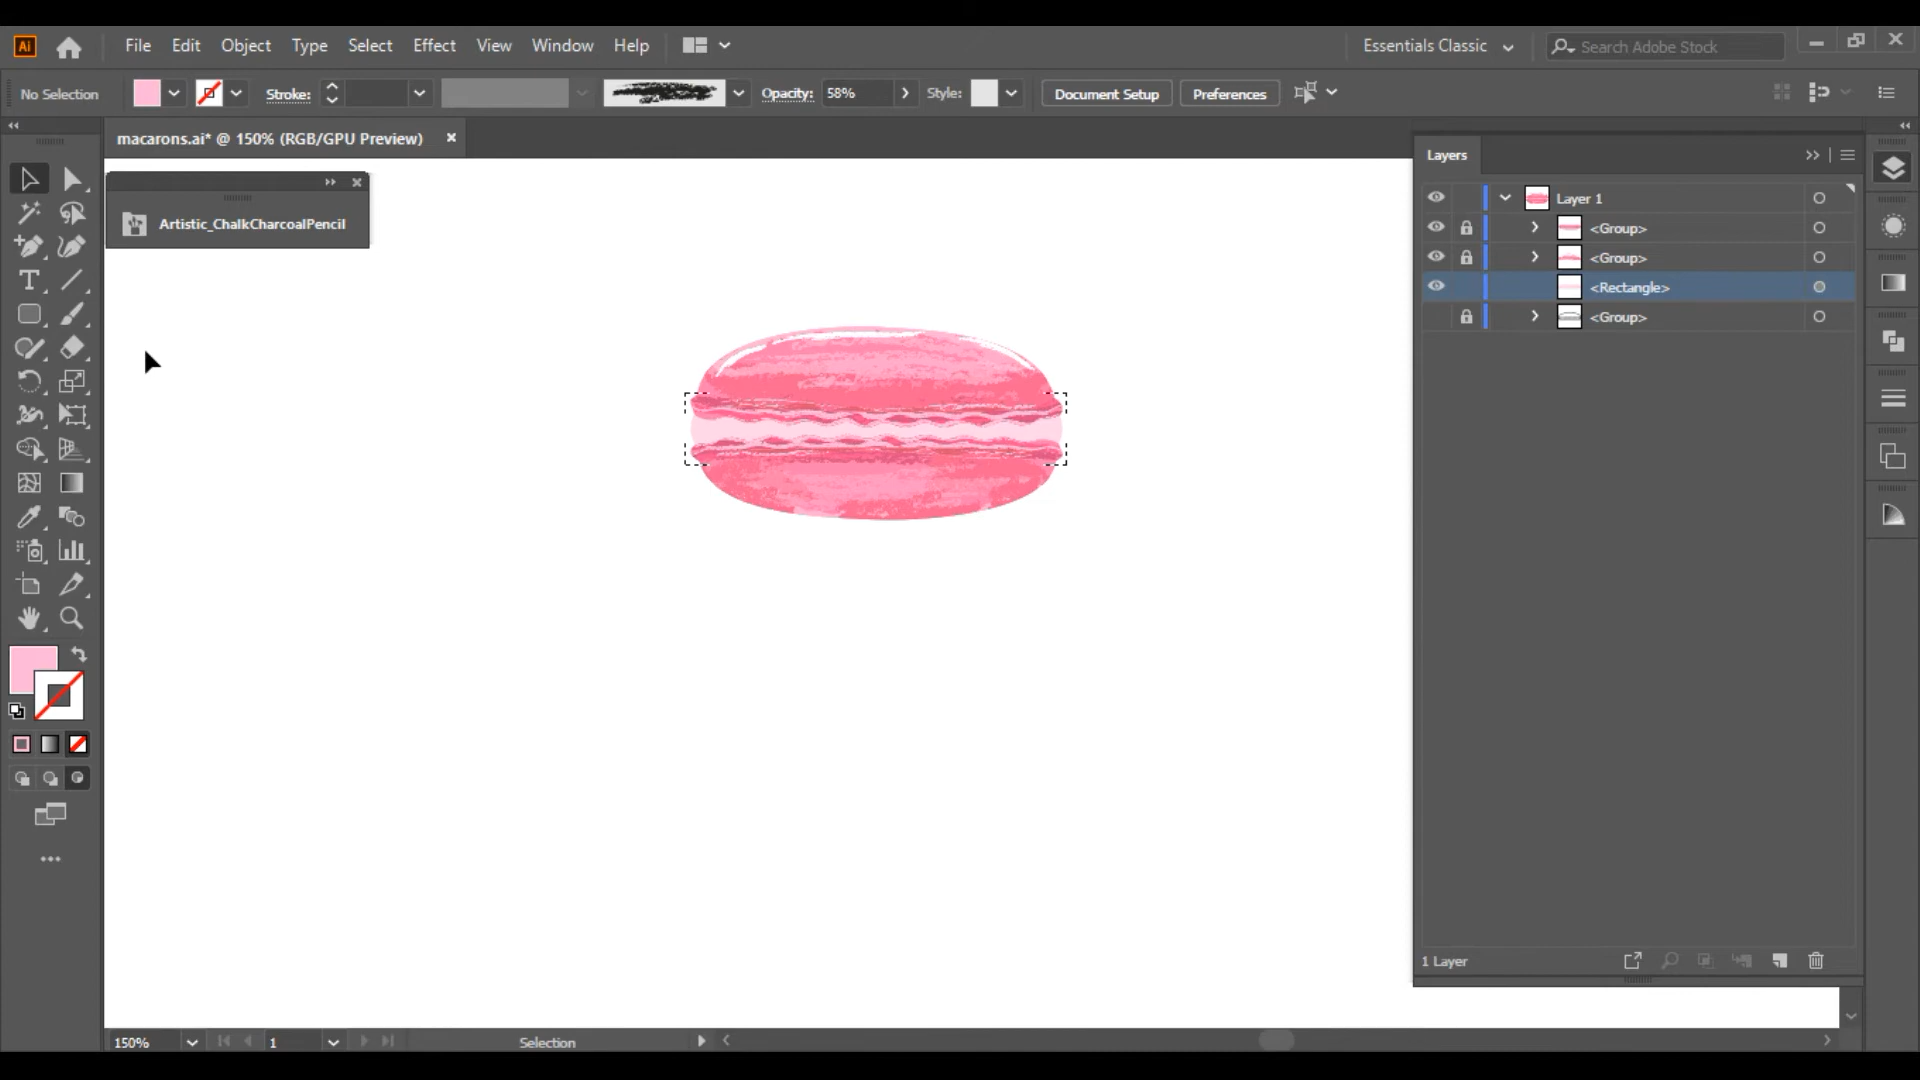 Ai File Edit Object Type Select Effect View Window Help Essentials Classic Search Adobe Stock
No Selection Stroke: Opacity: 58% Style: Document Setup Preferences
macarons.ai* @ 150% (RGB/GPU Preview)
Artistic_ChalkCharcoalPencil
Layers
Layer 1
<Group>
<Group>
<Rectangle>
<Group>
1 Layer
150% 1 Selection